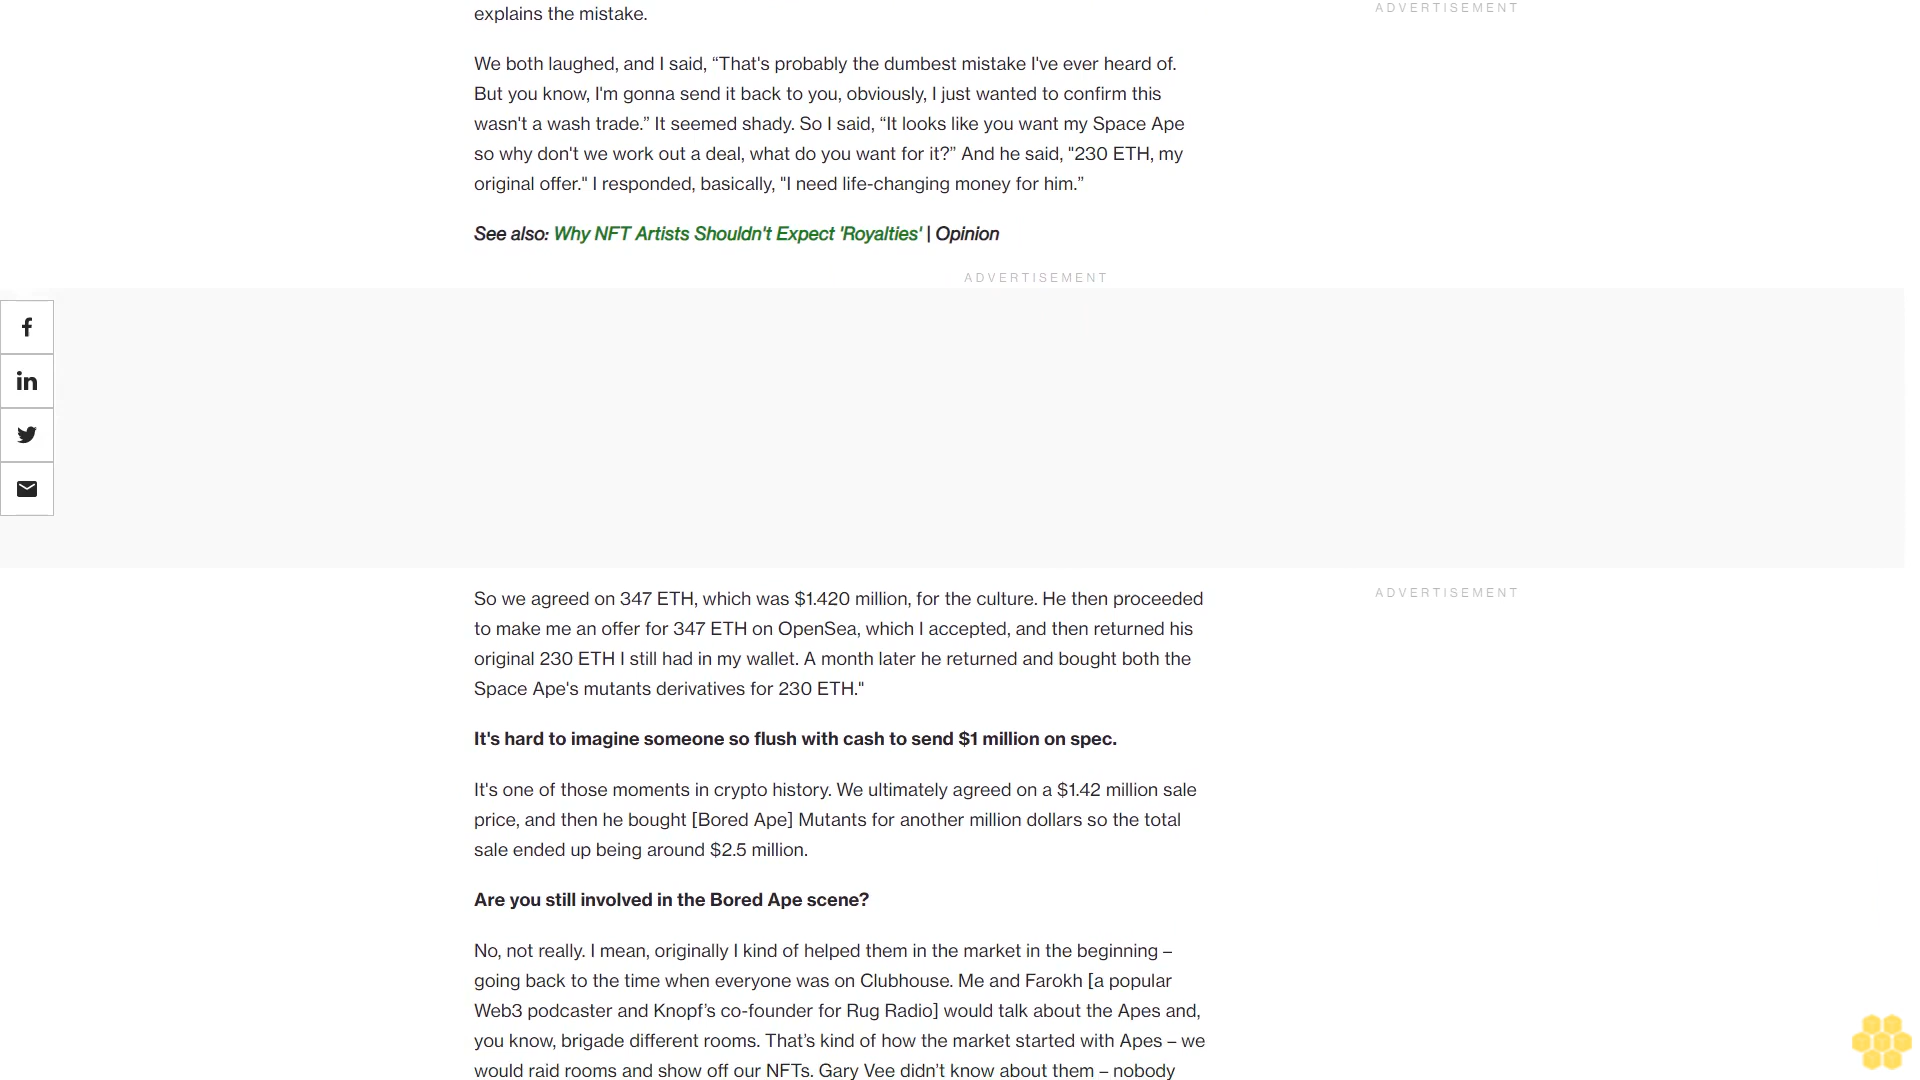 explains the mistake.
ADVERTISEMENT
We both laughed, and I said, “That's probably the dumbest mistake I've ever heard of.
But you know, I'm gonna send it back to you, obviously, I just wanted to confirm this
wasn't a wash trade.” It seemed shady. So I said, “It looks like you want my Space Ape
so why don't we work out a deal, what do you want for it?” And he said, "230 ETH, my
original offer." I responded, basically, "I need life-changing money for him.”
See also: Why NFT Artists Shouldn't Expect 'Royalties' | Opinion
ADVERTISEMENT
So we agreed on 347 ETH, which was $1.420 million, for the culture. He then proceeded
to make me an offer for 347 ETH on OpenSea, which I accepted, and then returned his
original 230 ETH I still had in my wallet. A month later he returned and bought both the
Space Ape's mutants derivatives for 230 ETH."
ADVERTISEMENT
It's hard to imagine someone so flush with cash to send $1 million on spec.
It's one of those moments in crypto history. We ultimately agreed on a $1.42 million sale
price, and then he bought [Bored Ape] Mutants for another million dollars so the total
sale ended up being around $2.5 million.
Are you still involved in the Bored Ape scene?
No, not really. I mean, originally I kind of helped them in the market in the beginning –
going back to the time when everyone was on Clubhouse. Me and Farokh [a popular
Web3 podcaster and Knopf’s co-founder for Rug Radio] would talk about the Apes and,
you know, brigade different rooms. That’s kind of how the market started with Apes – we
would raid rooms and show off our NFTs. Gary Vee didn’t know about them – nobody